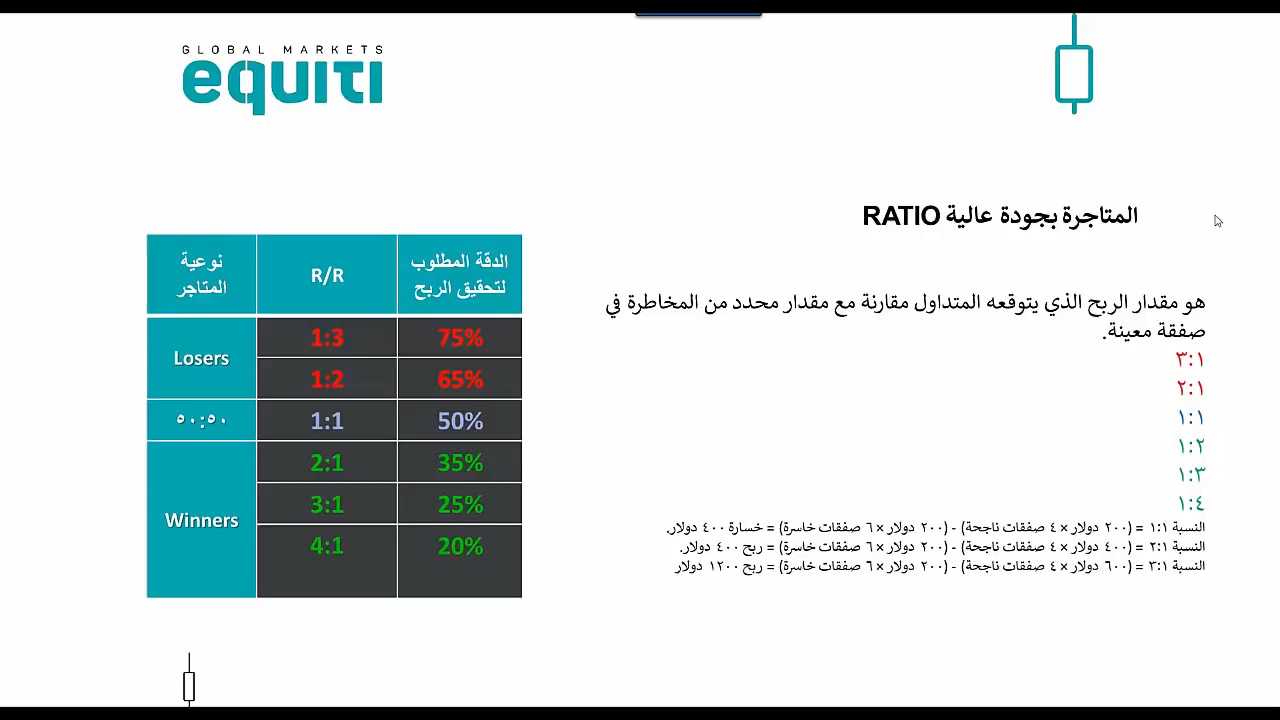 GLOBAL MARKETS
equiti
المتاجرة بجودة عالية RATIO
هو مقدار الربح الذي يتوقعه المتداول مقارنة مع مقدار محدد من المخاطرة في
صفقة معينة.
٣:١
٢:١
١:١
١:٢
١:٣
١:٤
النسبة ١:١ = (٢٠٠ دولار × ٤ صفقات ناجحة) - (٢٠٠ دولار × ٦ صفقات خاسرة) = خسارة ٤٠٠ دولار.
النسبة ٢:١ = (٤٠٠ دولار × ٤ صفقات ناجحة) - (٢٠٠ دولار × ٦ صفقات خاسرة) = ربح ٤٠٠ دولار.
النسبة ٣:١ = (٦٠٠ دولار × ٤ صفقات ناجحة) - (٢٠٠ دولار × ٦ صفقات خاسرة) = ربح ١٢٠٠ دولار
نوعية المتاجر R/R الدقة المطلوب لتحقيق الربح
Losers 1:3 75%
1:2 65%
٥٠:٥٠ 1:1 50%
Winners 2:1 35%
3:1 25%
4:1 20%